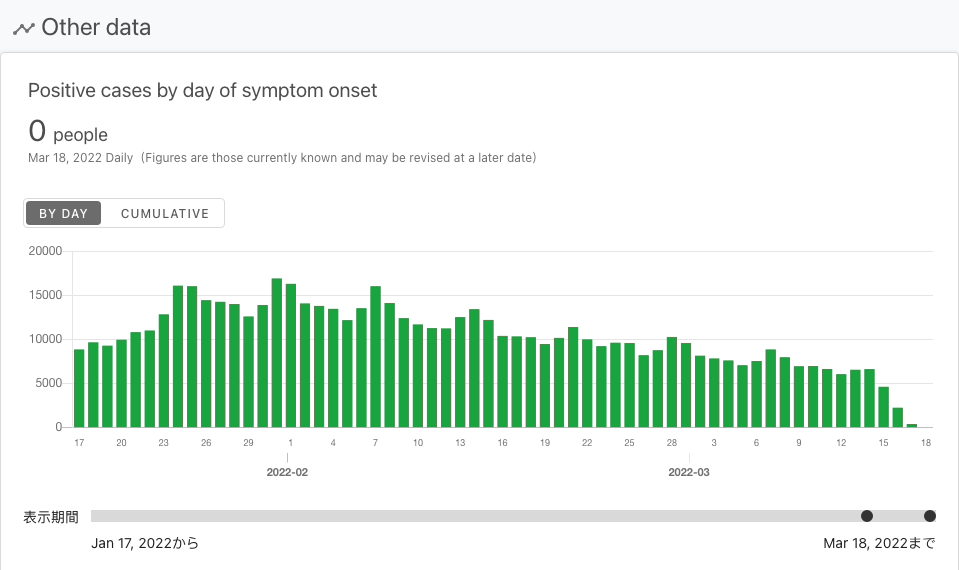 Other data
Positive cases by day of symptom onset
0 people
Mar 18, 2022 Daily (Figures are those currently known and may be revised at a later date)
BY DAY CUMULATIVE
20000
15000
10000
5000
0
17 20 23 26 29 1 4 7 10 13 16 19 22 25 28 3 6 9 12 15 18
2022-02 2022-03
表示期間
Jan 17, 2022から Mar 18, 2022まで